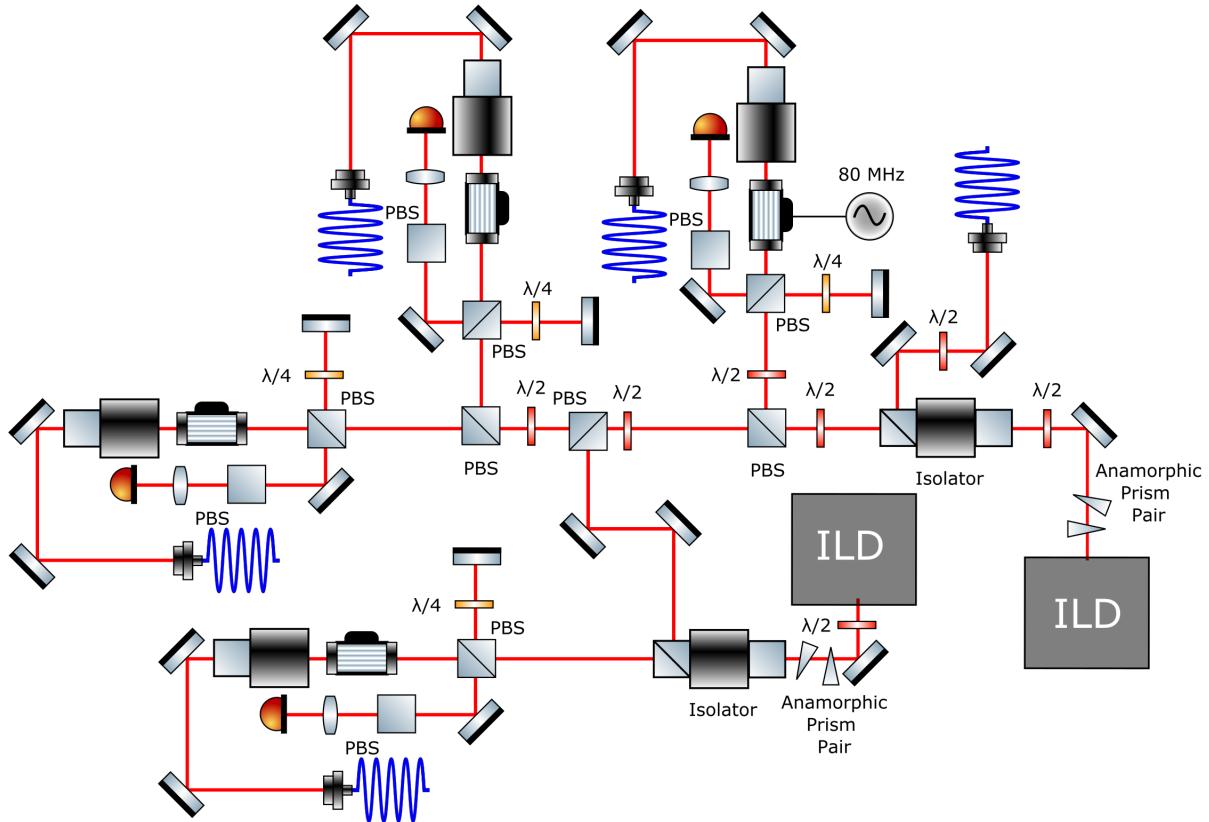 80 MHz
PBS
PBS
λ/4
λ/4
PBS
λ/2
PBS
λ/4
λ/2
PBS
λ/2
PBS
λ/2
λ/2
λ/2
PBS
PBS
Isolator
Anamorphic
Prism
Pair
ILD
ILD
PBS
λ/4
PBS
λ/2
Isolator
Anamorphic
Prism
Pair
PBS